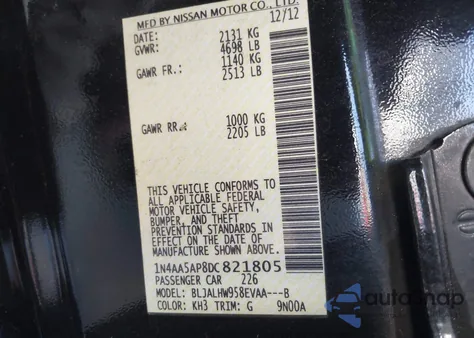 MFD BY NISSAN MOTOR CO., LTD.
12/12
DATE: 2131 KG
GVWR: 4698 LB
1140 KG
GAWR FR.: 2513 LB
1000 KG
GAWR RR.: 2205 LB
THIS VEHICLE CONFORMS TO
ALL APPLICABLE FEDERAL
MOTOR VEHICLE SAFETY,
BUMPER, AND THEFT
PREVENTION STANDARDS IN
EFFECT ON THE DATE OF
MANUFACTURE SHOWN ABOVE.
1N4AA5AP8DC821805
PASSENGER CAR 226
MODEL: BLJALHW958EVAA---B
COLOR: KH3 TRIM: G 9N00A